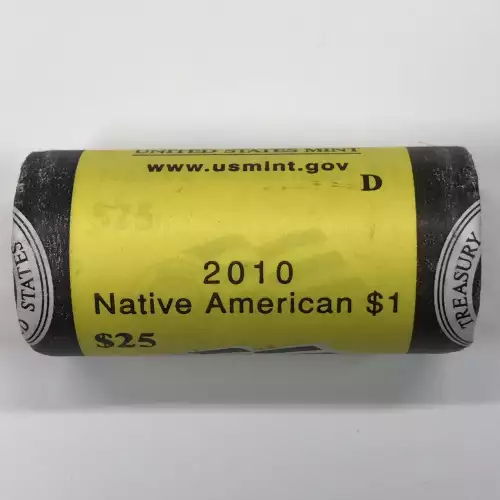 UNITED STATES MINT
www.usmint.gov
D
$25
2010
Native American $1
$25
STATES
TREASURY